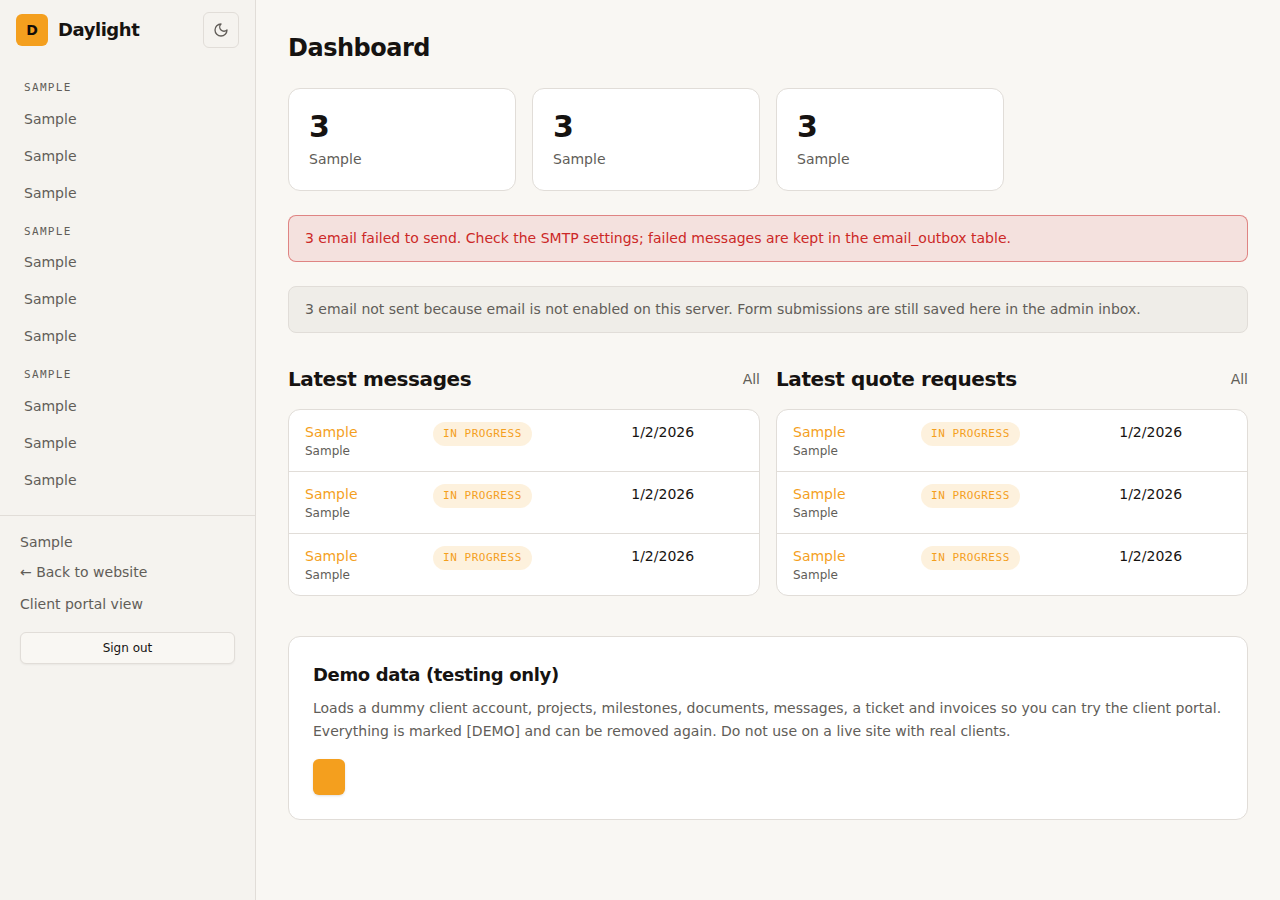 D Daylight
SAMPLE
Sample
Sample
Sample
SAMPLE
Sample
Sample
Sample
SAMPLE
Sample
Sample
Sample
Sample
← Back to website
Client portal view
Sign out
Dashboard
3
Sample
3
Sample
3
Sample
3 email failed to send. Check the SMTP settings; failed messages are kept in the email_outbox table.
3 email not sent because email is not enabled on this server. Form submissions are still saved here in the admin inbox.
Latest messages All
Sample IN PROGRESS 1/2/2026
Sample
Sample IN PROGRESS 1/2/2026
Sample
Sample IN PROGRESS 1/2/2026
Sample
Latest quote requests All
Sample IN PROGRESS 1/2/2026
Sample
Sample IN PROGRESS 1/2/2026
Sample
Sample IN PROGRESS 1/2/2026
Sample
Demo data (testing only)
Loads a dummy client account, projects, milestones, documents, messages, a ticket and invoices so you can try the client portal.
Everything is marked [DEMO] and can be removed again. Do not use on a live site with real clients.